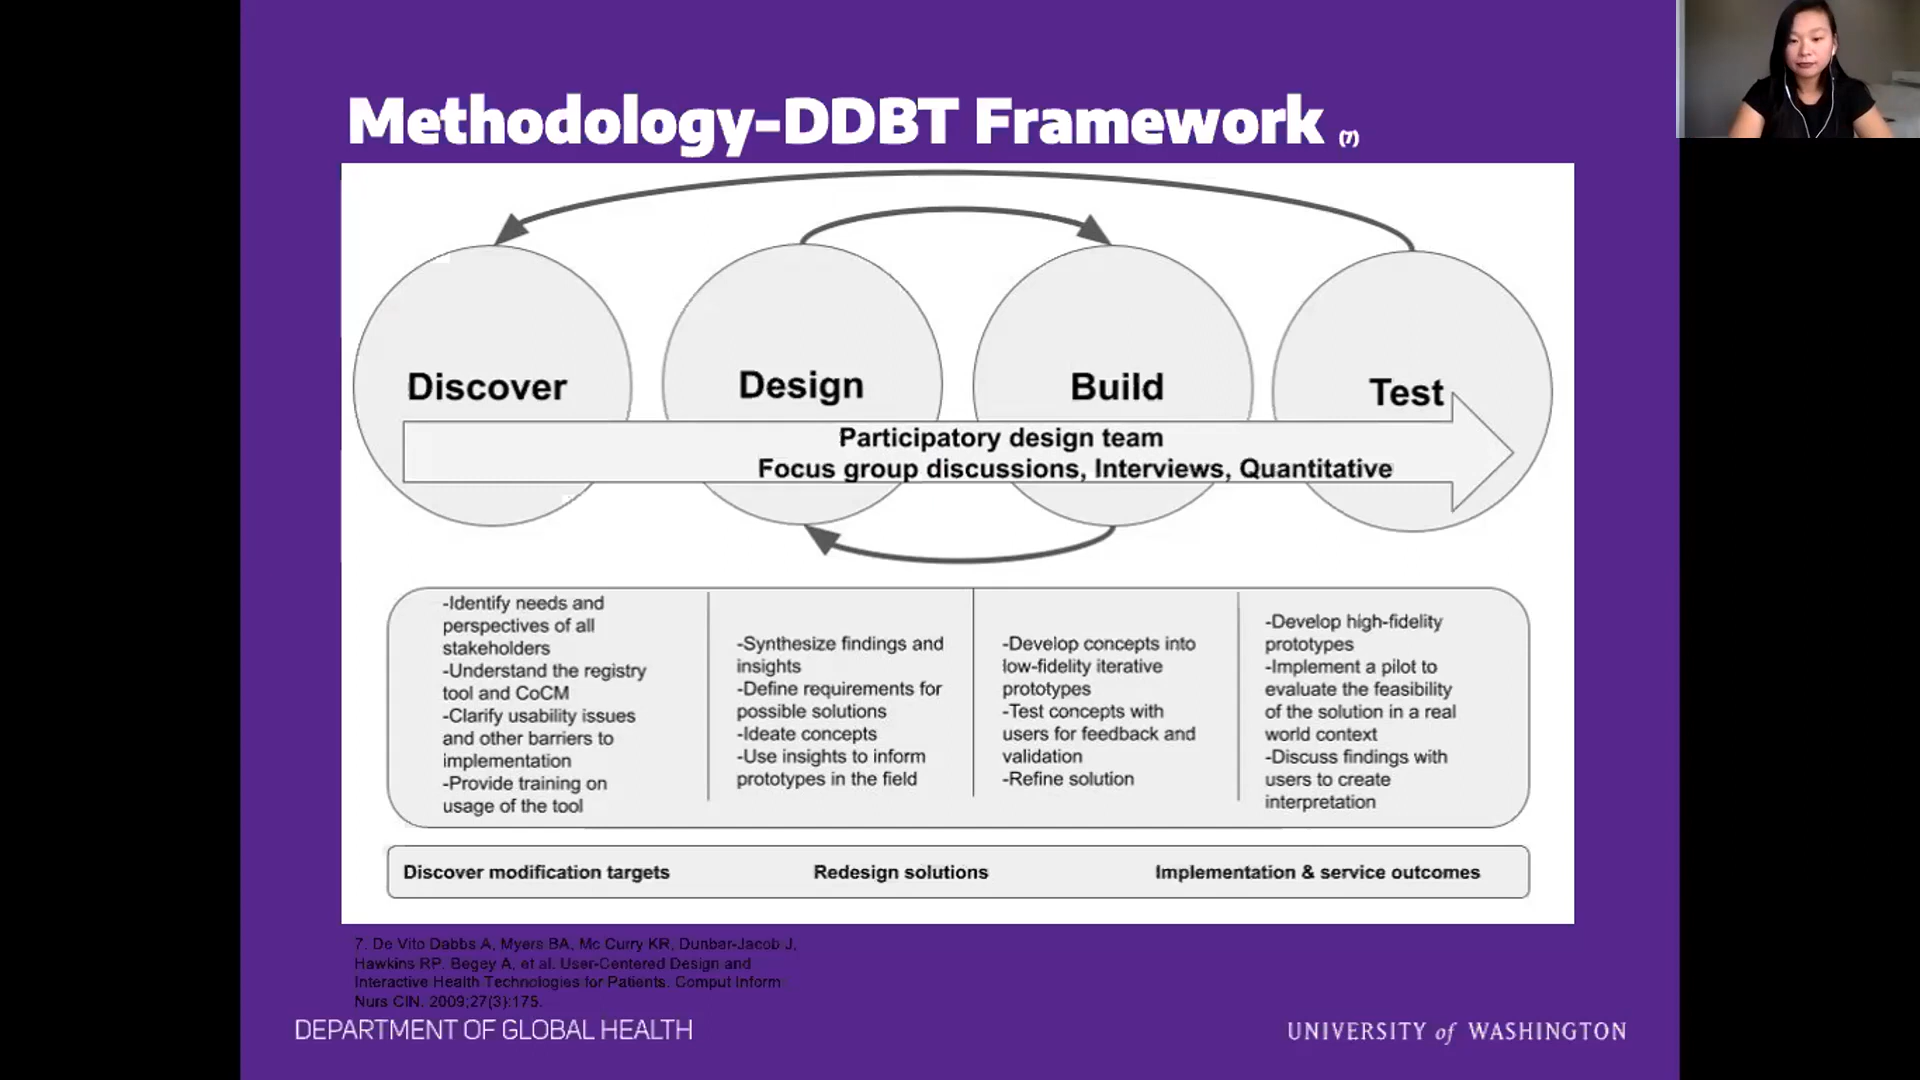 Methodology-DDBT Framework (7)
Discover
Design
Build
Test
Participatory design team
Focus group discussions, Interviews, Quantitative
-Identify needs and
perspectives of all
stakeholders
-Understand the registry
tool and CoCM
-Clarify usability issues
and other barriers to
implementation
-Provide training on
usage of the tool
-Synthesize findings and
insights
-Define requirements for
possible solutions
-Ideate concepts
-Use insights to inform
prototypes in the field
-Develop concepts into
low-fidelity iterative
prototypes
-Test concepts with
users for feedback and
validation
-Refine solution
-Develop high-fidelity
prototypes
-Implement a pilot to
evaluate the feasibility
of the solution in a real
world context
-Discuss findings with
users to create
interpretation
Discover modification targets
Redesign solutions
Implementation & service outcomes
7. De Vito Dabbs A, Myers BA, Mc Curry KR, Dunbar-Jacob J,
Hawkins RP, Begey A, et al. User-Centered Design and
Interactive Health Technologies for Patients. Comput Inform
Nurs CIN. 2009;27(3):175.
DEPARTMENT OF GLOBAL HEALTH
UNIVERSITY of WASHINGTON